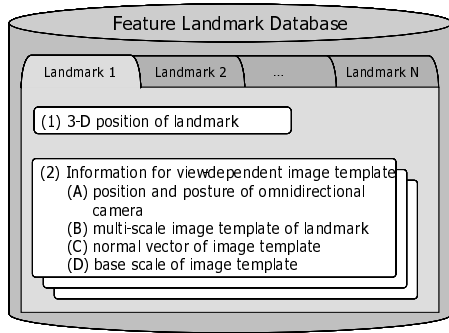 Feature Landmark Database
Landmark 1 Landmark 2 ... Landmark N
(1) 3-D position of landmark
(2) Information for view-dependent image template
(A) position and posture of omnidirectional
camera
(B) multi-scale image template of landmark
(C) normal vector of image template
(D) base scale of image template